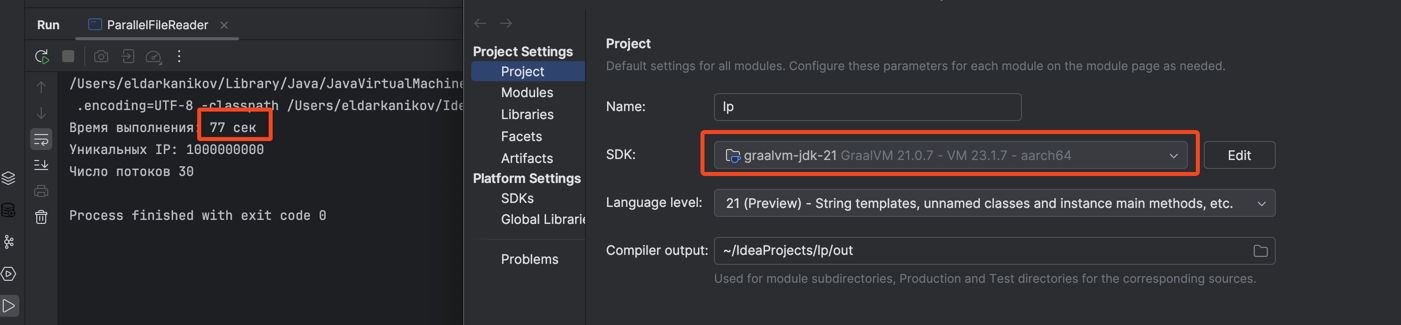 Run
ParallelFileReader
/Users/eldarkanikov/Library/Java/JavaVirtualMachine
.encoding=UTF-8 -classpath /Users/eldarkanikov/Ide
Время выполнения: 77 сек
Уникальных IP: 1000000000
Число потоков 30
Process finished with exit code 0
Project Settings
Project
Modules
Libraries
Facets
Artifacts
Platform Settings
SDKs
Global Librarie
Problems
Project
Default settings for all modules. Configure these parameters for each module on the module page as needed.
Name: lp
SDK: graalvm-jdk-21 GraalVM 21.0.7 - VM 23.1.7 - aarch64 Edit
Language level: 21 (Preview) - String templates, unnamed classes and instance main methods, etc.
Compiler output: ~/IdeaProjects/lp/out
Used for module subdirectories, Production and Test directories for the corresponding sources.